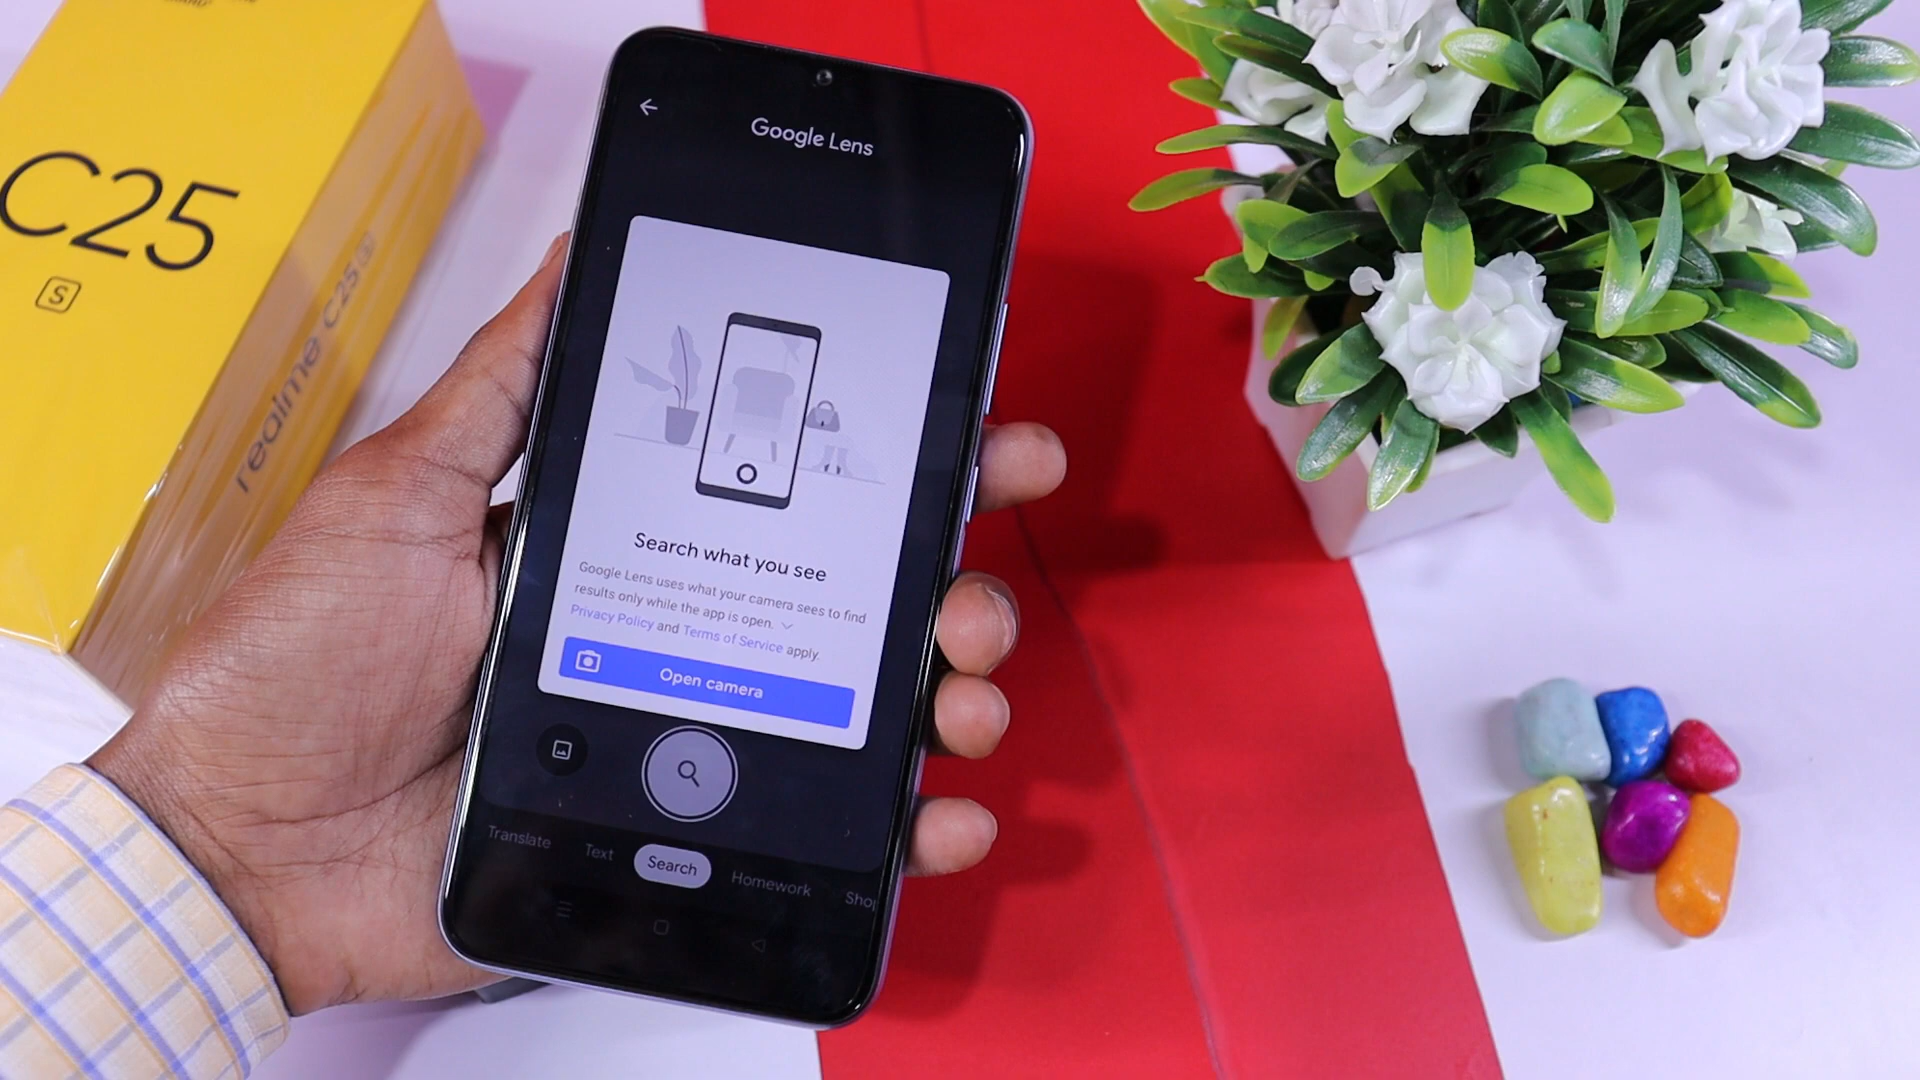 C25
S
realme C25
Google Lens
Search what you see
Google Lens uses what your camera sees to find
results only while the app is open.
Privacy Policy and Terms of Service apply.
Open camera
Translate Text Search Homework